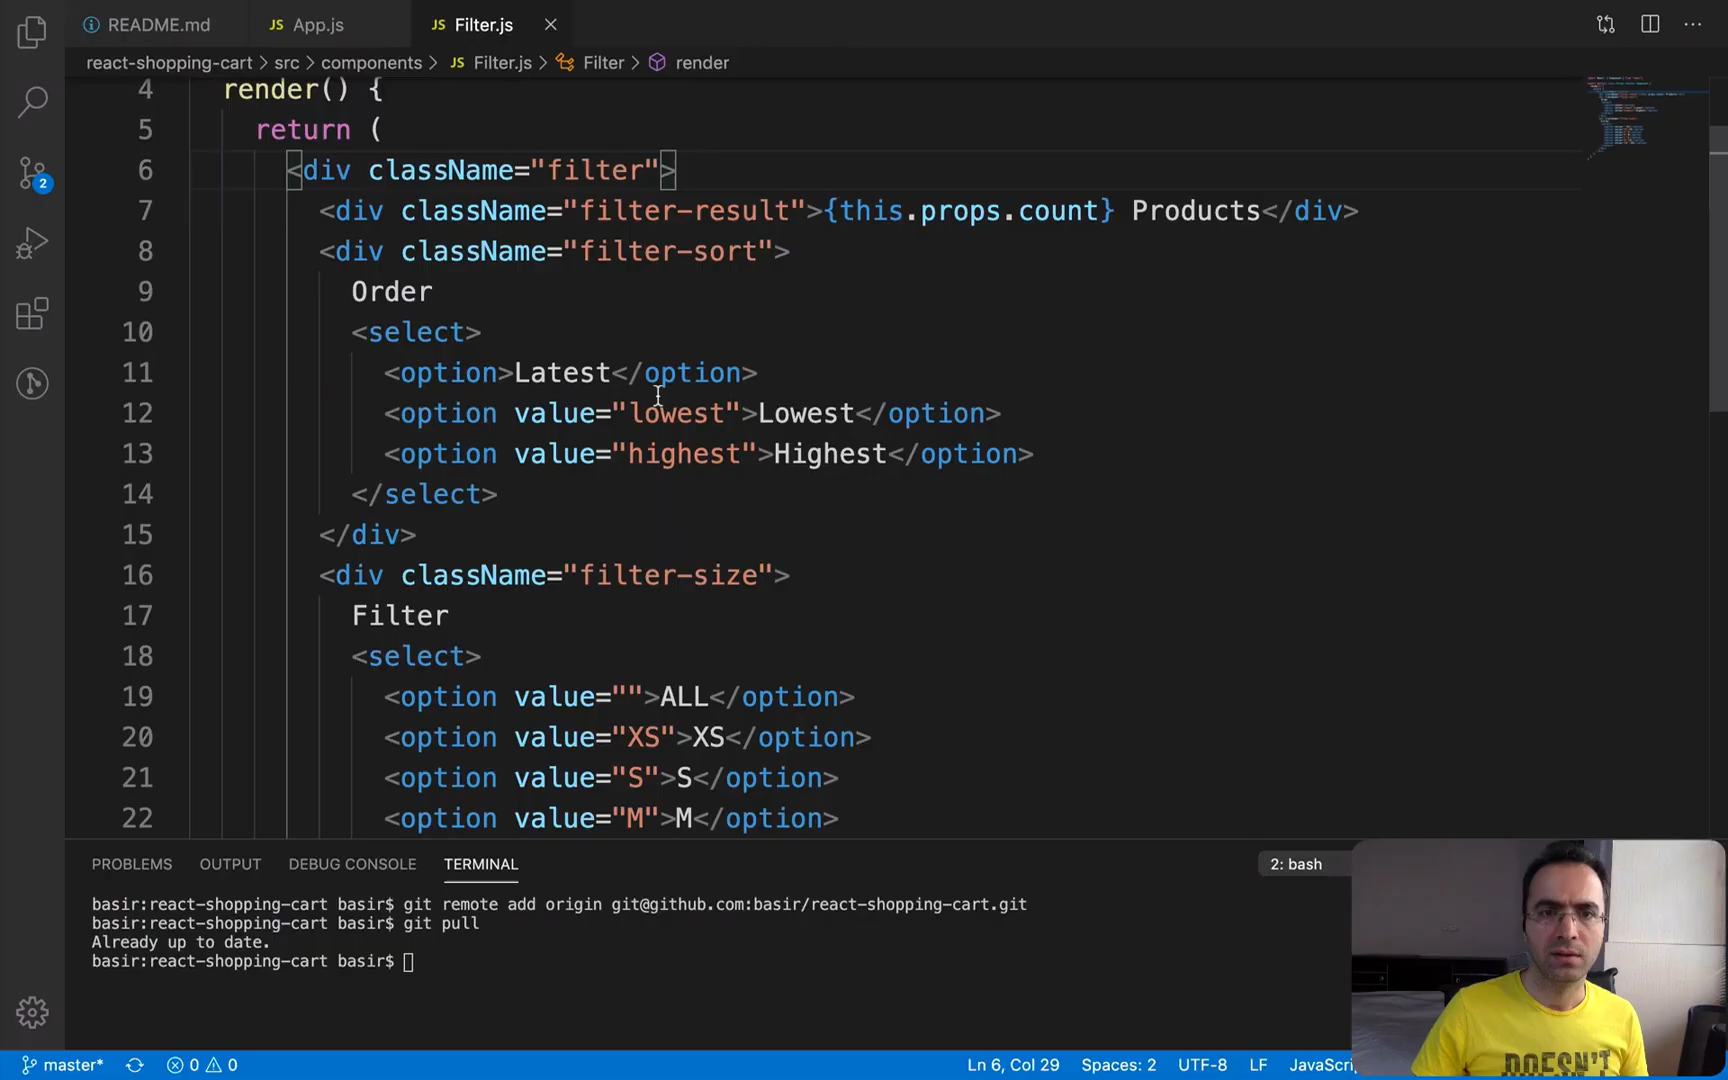 README.md
JS App.js
JS Filter.js
react-shopping-cart > src > components > JS Filter.js > Filter > render
4 render() {
5 return (
6 <div className="filter">
7 <div className="filter-result">{this.props.count} Products</div>
8 <div className="filter-sort">
9 Order
10 <select>
11 <option>Latest</option>
12 <option value="lowest">Lowest</option>
13 <option value="highest">Highest</option>
14 </select>
15 </div>
16 <div className="filter-size">
17 Filter
18 <select>
19 <option value="">ALL</option>
20 <option value="XS">XS</option>
21 <option value="S">S</option>
22 <option value="M">M</option>
2
PROBLEMS OUTPUT DEBUG CONSOLE TERMINAL 2: bash
basir:react-shopping-cart basir$ git remote add origin git@github.com:basir/react-shopping-cart.git
basir:react-shopping-cart basir$ git pull
Already up to date.
basir:react-shopping-cart basir$
DOESN'T
master* 0 0 Ln 6, Col 29 Spaces: 2 UTF-8 LF JavaScri